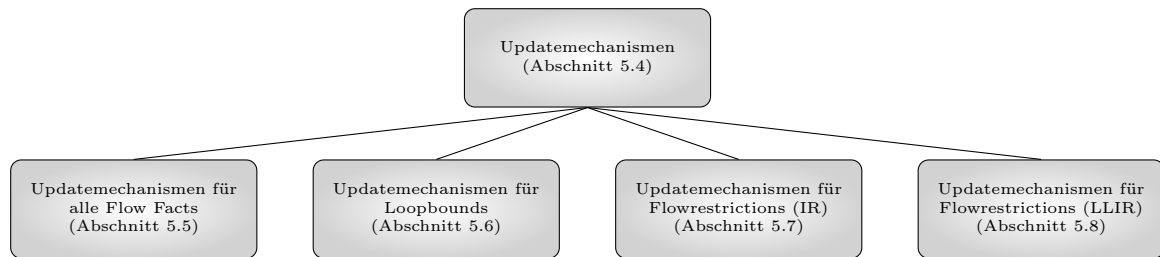 Updatemechanismen
(Abschnitt 5.4)
Updatemechanismen für
alle Flow Facts
(Abschnitt 5.5)
Updatemechanismen für
Loopbounds
(Abschnitt 5.6)
Updatemechanismen für
Flowrestrictions (IR)
(Abschnitt 5.7)
Updatemechanismen für
Flowrestrictions (LLIR)
(Abschnitt 5.8)